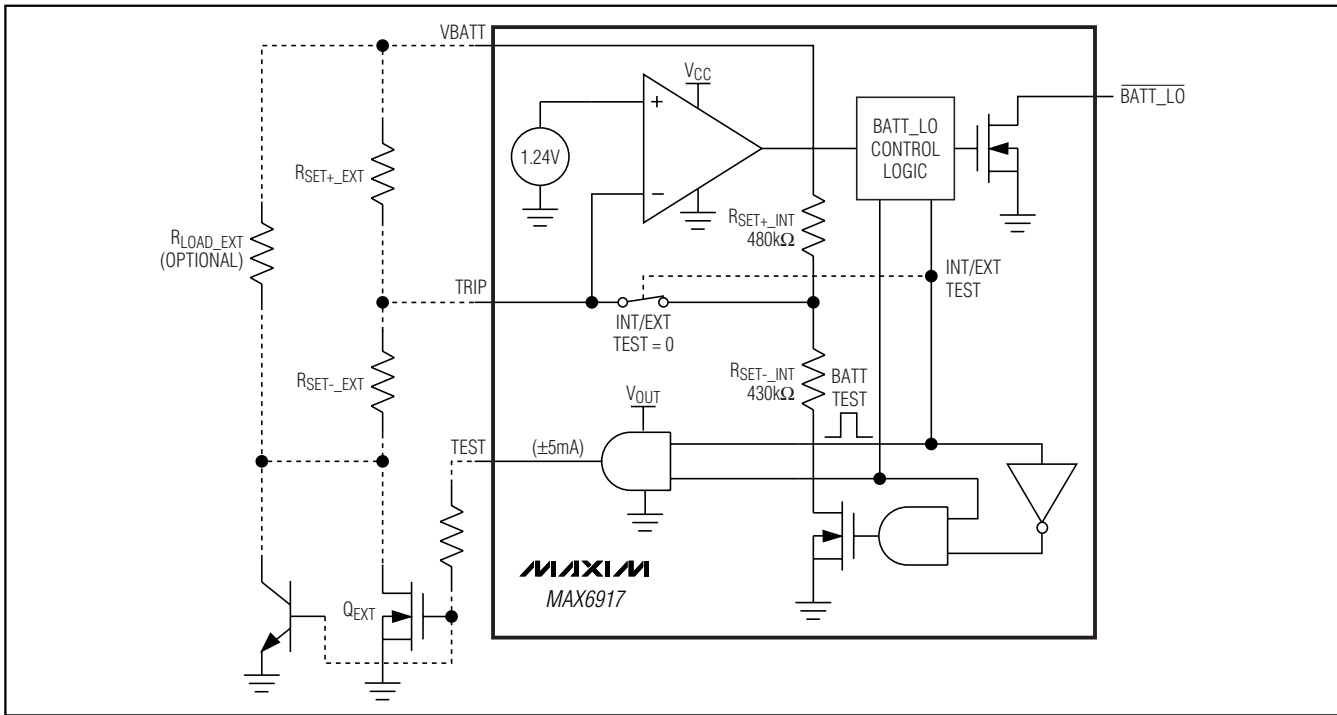 VBATT
VCC
BATT_LO
+
1.24V
BATT_LO
CONTROL
LOGIC
RSET+_EXT
−
RSET+_INT
480kΩ
RLOAD_EXT
(OPTIONAL)
INT/EXT
TEST
TRIP
INT/EXT
TEST = 0
RSET-_EXT
RSET-_INT
430kΩ
BATT
TEST
VOUT
TEST
(±5mA)
MAXIM
MAX6917
QEXT